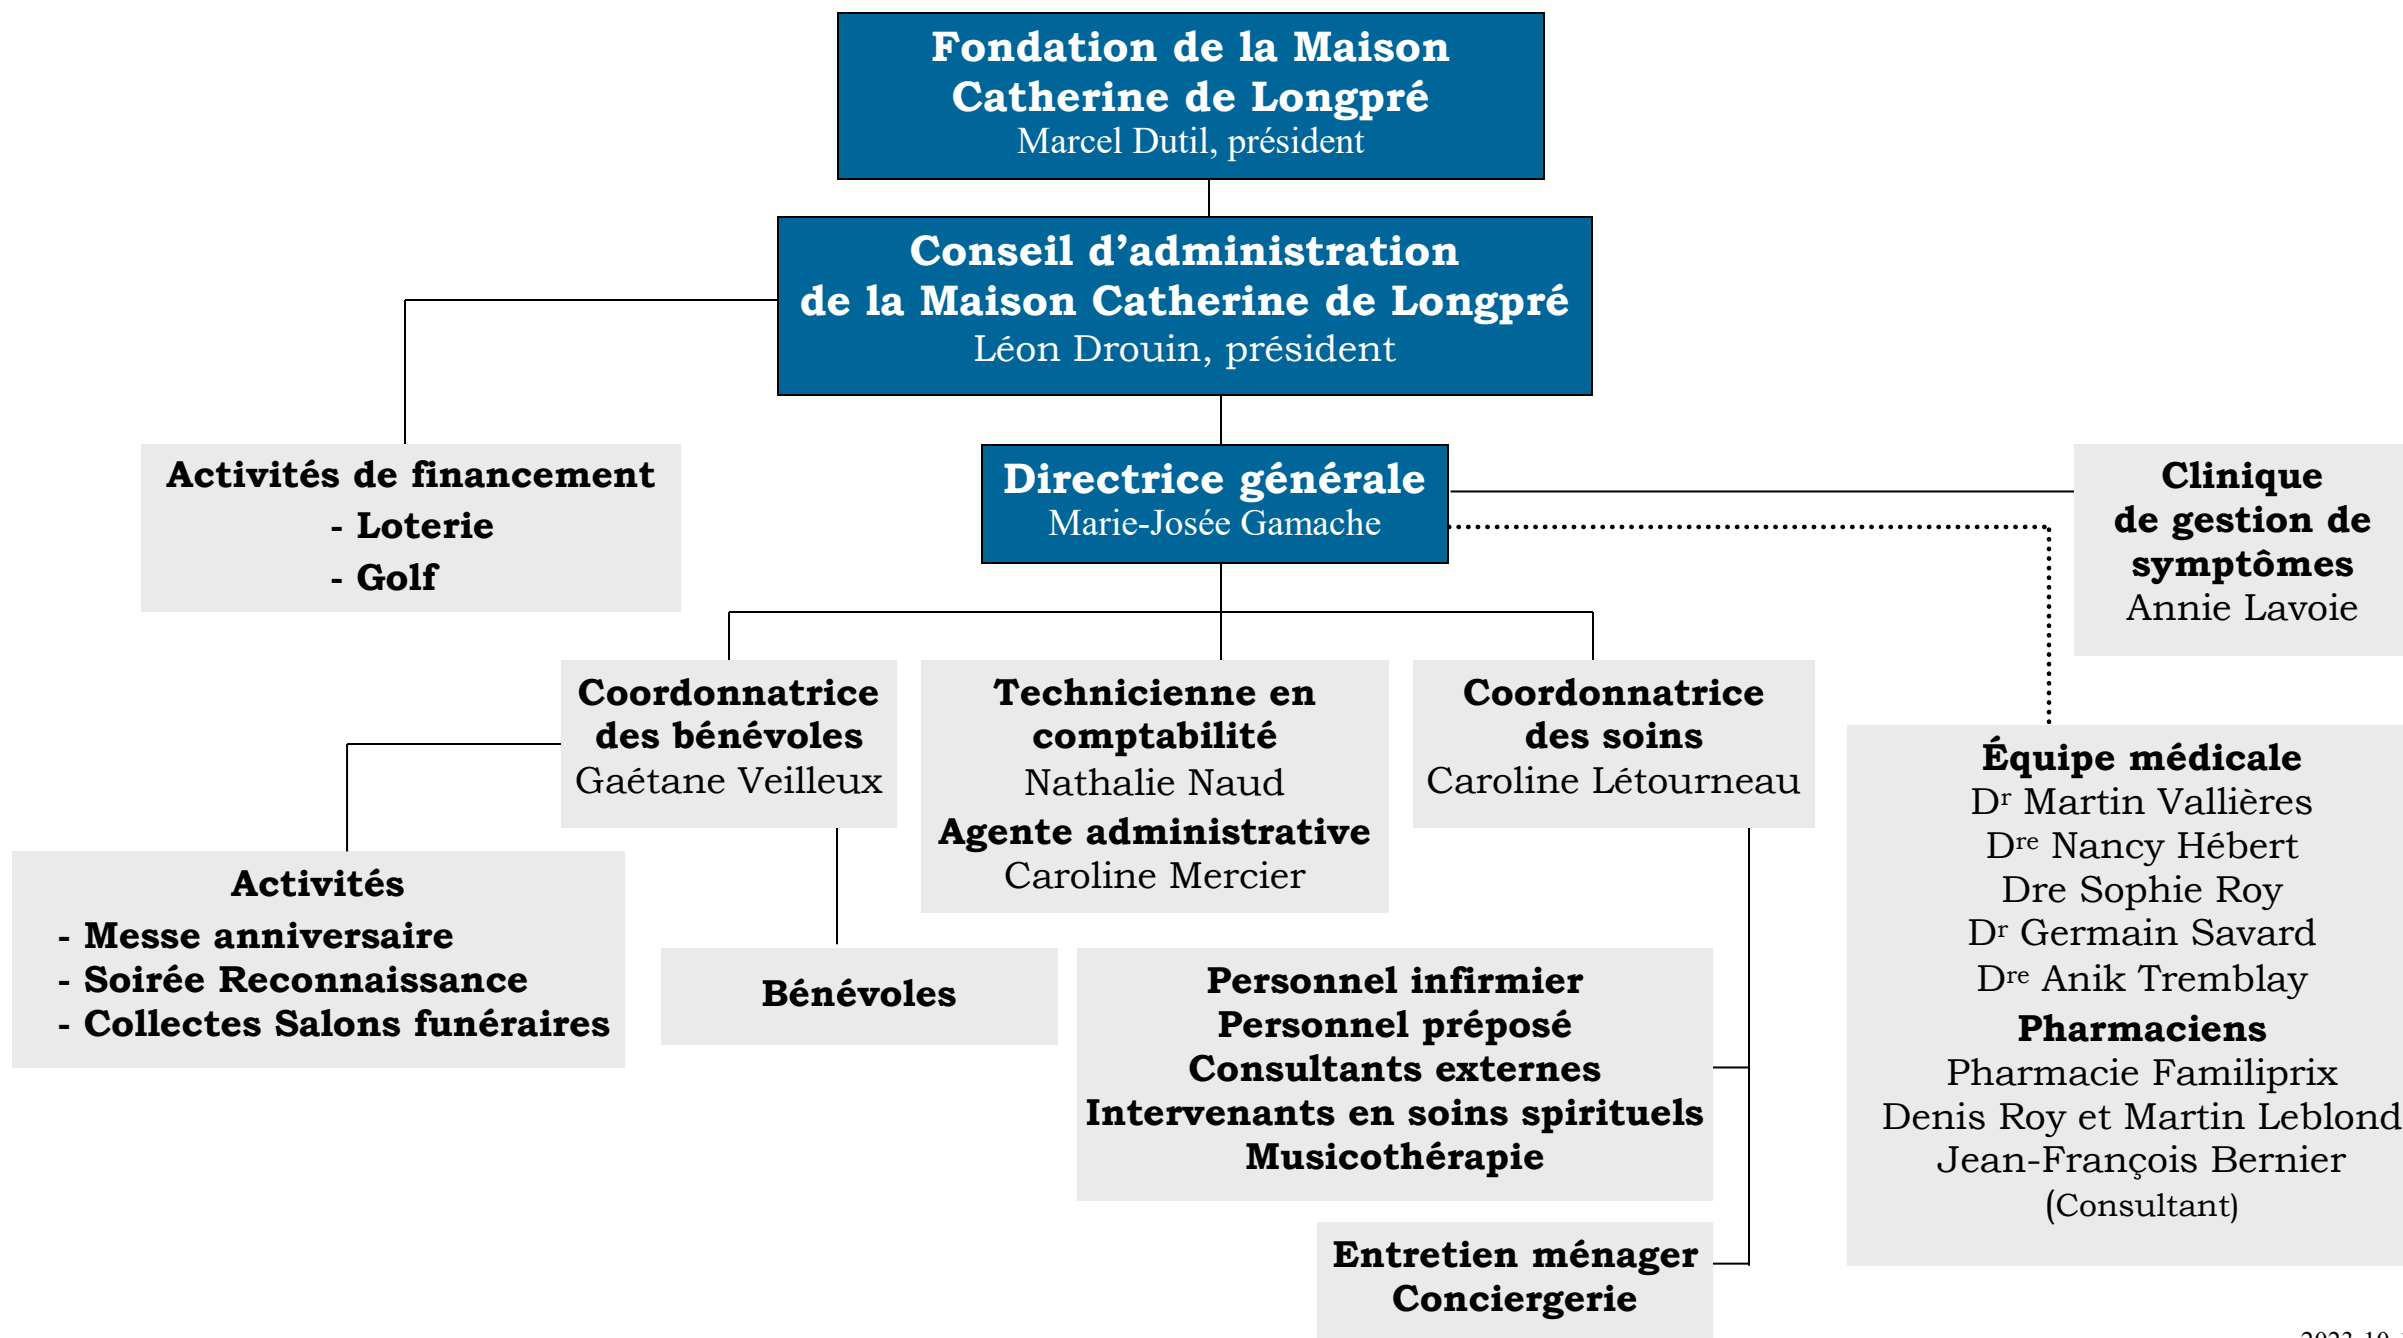 Fondation de la Maison
Catherine de Longpré
Marcel Dutil, président
Conseil d’administration
de la Maison Catherine de Longpré
Léon Drouin, président
Activités de financement
- Loterie
- Golf
Directrice générale
Marie-Josée Gamache
Clinique
de gestion de
symptômes
Annie Lavoie
Coordonnatrice
des bénévoles
Gaétane Veilleux
Technicienne en
comptabilité
Nathalie Naud
Agente administrative
Caroline Mercier
Coordonnatrice
des soins
Caroline Létourneau
Équipe médicale
Dr Martin Vallières
Dre Nancy Hébert
Dre Sophie Roy
Dr Germain Savard
Dre Anik Tremblay
Pharmaciens
Pharmacie Familiprix
Denis Roy et Martin Leblond
Jean-François Bernier
(Consultant)
Activités
- Messe anniversaire
- Soirée Reconnaissance
- Collectes Salons funéraires
Bénévoles
Personnel infirmier
Personnel préposé
Consultants externes
Intervenants en soins spirituels
Musicothérapie
Entretien ménager
Conciergerie